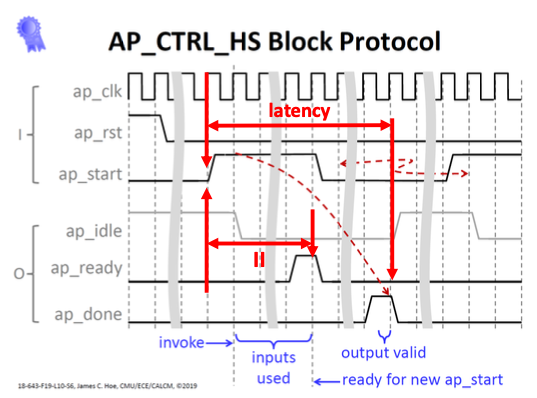 AP_CTRL_HS Block Protocol
ap_clk
latency
I
ap_rst
ap_start
ap_idle
II
O
ap_ready
ap_done
invoke
inputs
used
output valid
ready for new ap_start
18-643-F19-L10-S6, James C. Hoe, CMU/ECE/CALCM, ©2019